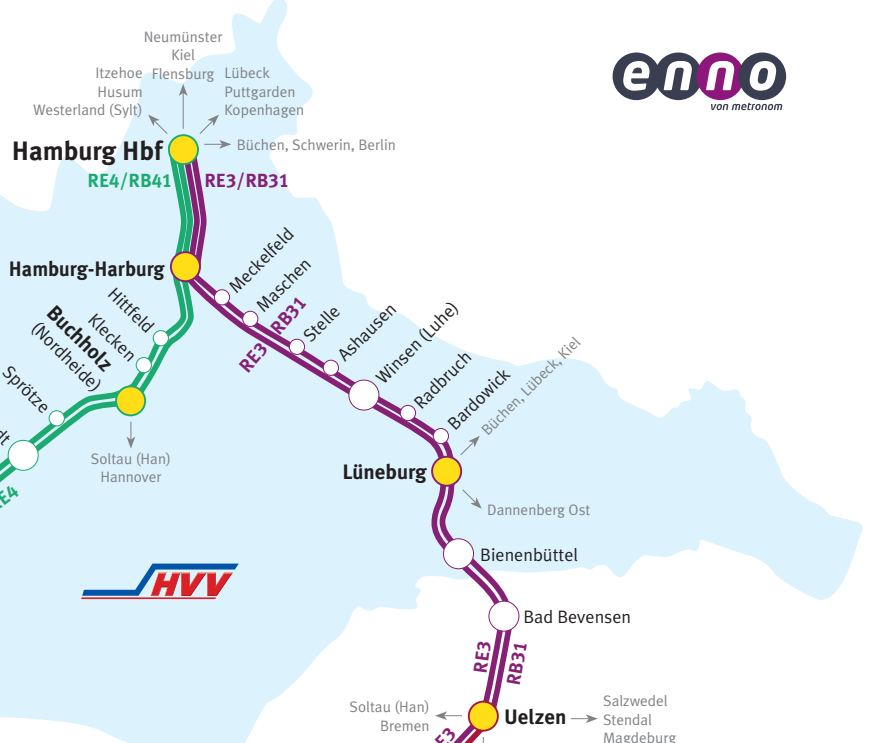 Neumünster
Kiel
Flensburg
Itzehoe
Husum
Westerland (Sylt)
Lübeck
Puttgarden
Kopenhagen
enno
von metronom
Hamburg Hbf
Büchen, Schwerin, Berlin
RE4/RB41
RE3/RB31
Hamburg-Harburg
Meckelfeld
Maschen
RE3
RB31
Stelle
Ashausen
Winsen (Luhe)
Radbruch
Bardowick
Büchen, Lübeck, Kiel
Hittfeld
Klecken
Buchholz
(Nordheide)
Sprötze
RE4
Soltau (Han)
Hannover
Lüneburg
Dannenberg Ost
Bienenbüttel
HVV
Bad Bevensen
RE3
RB31
Soltau (Han)
Bremen
Uelzen
Salzwedel
Stendal
Magdeburg
RE3